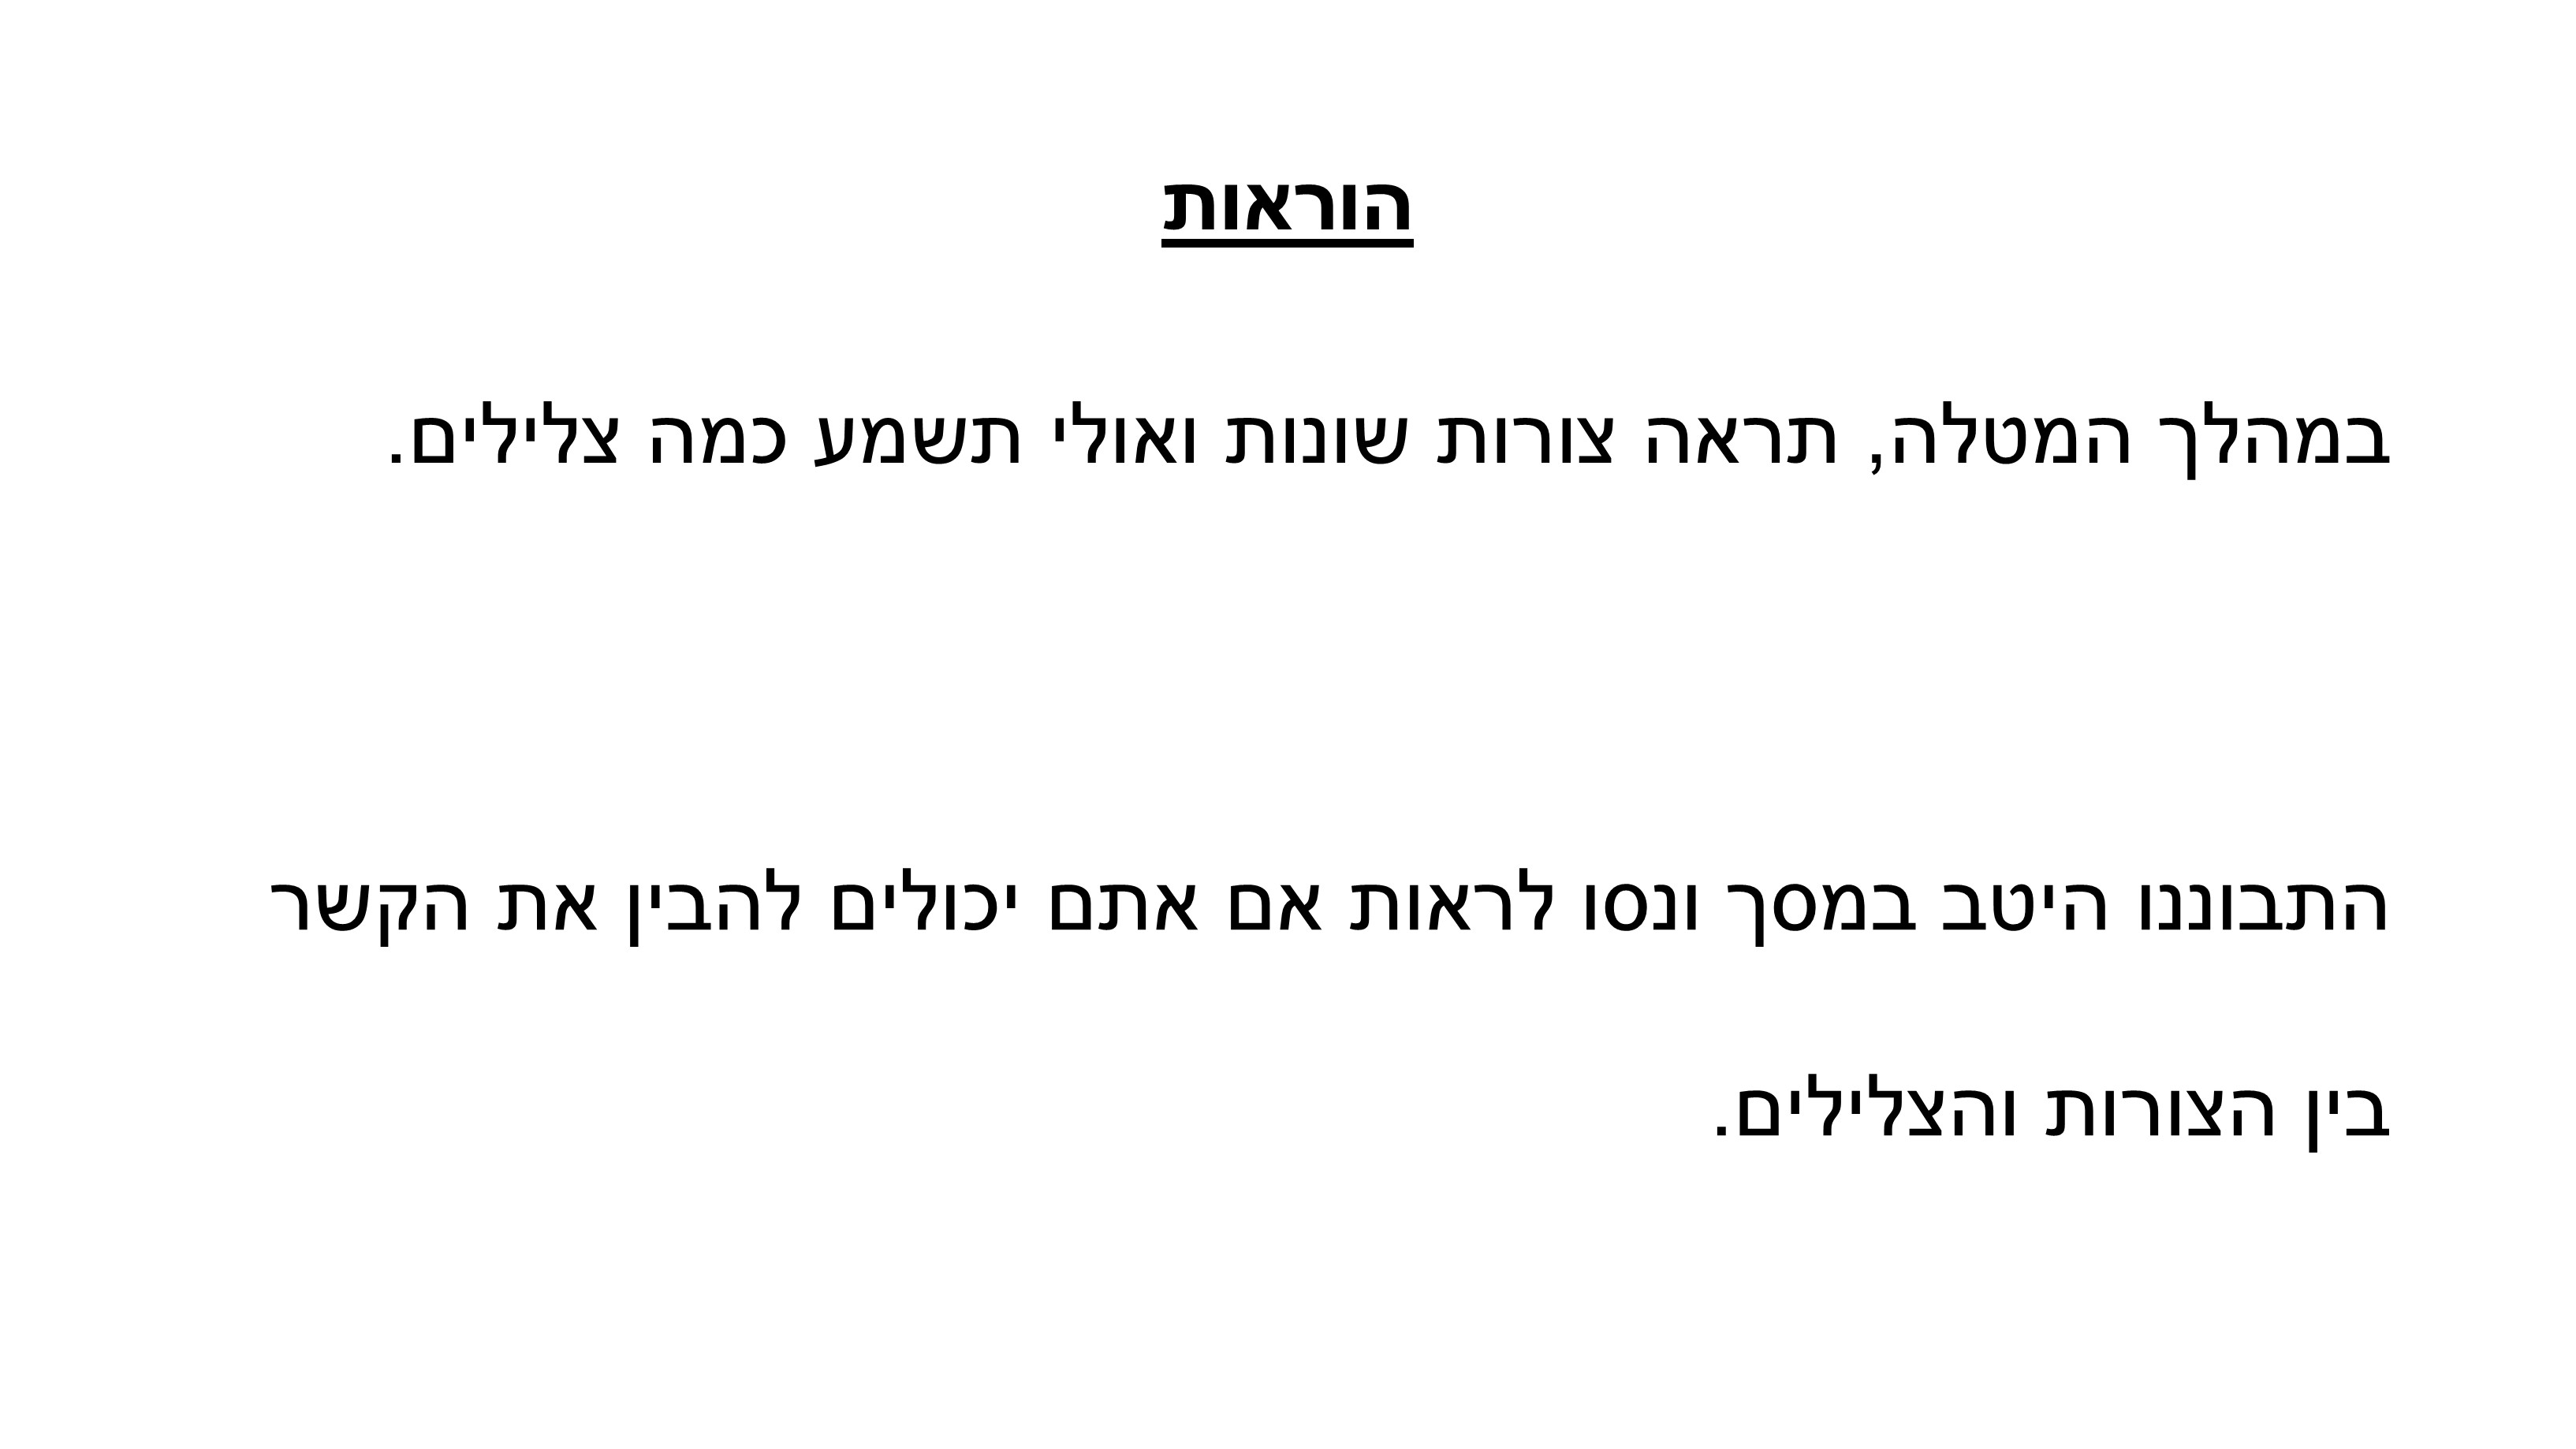 הוראות
במהלך המטלה, תראה צורות שונות ואולי תשמע כמה צלילים.
התבוננו היטב במסך ונסו לראות אם אתם יכולים להבין את הקשר
בין הצורות והצלילים.